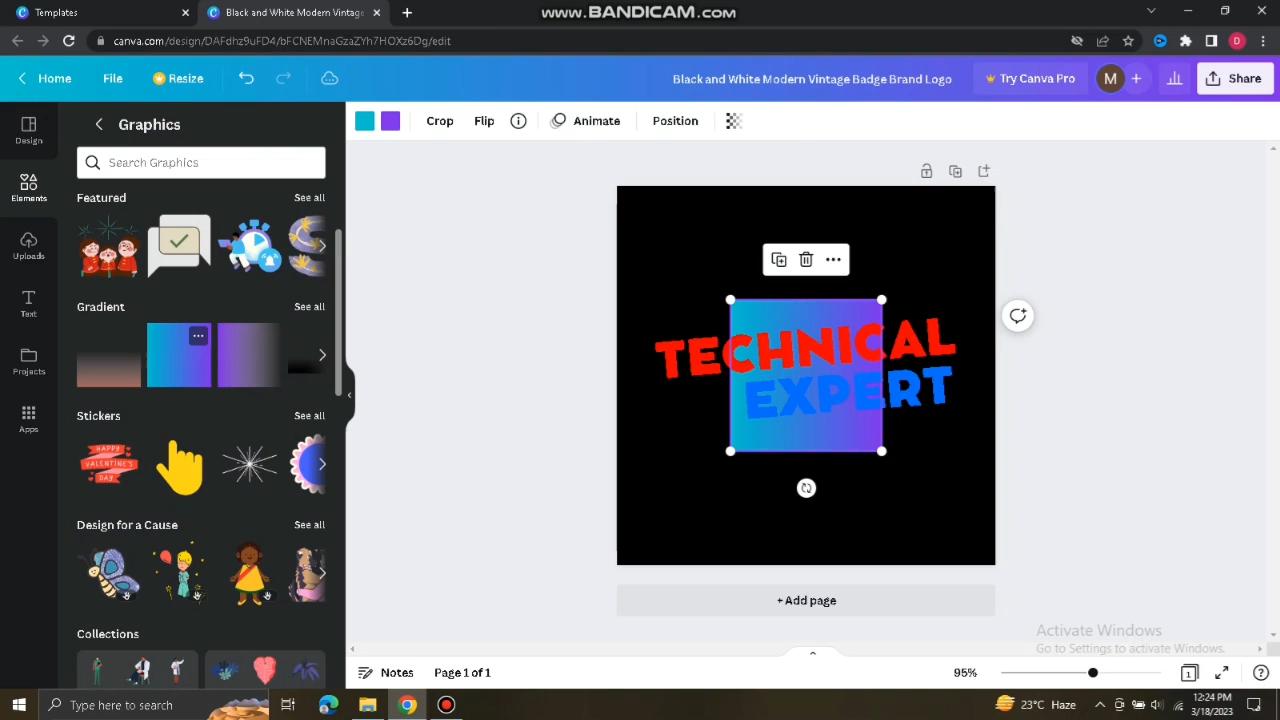 www.BANDICAM.com
Templates
Black and White Modern Vintage
canva.com/design/DAFdhz9uFD4/bFCNEMnaGzaZYh7HOXz6Dg/edit
D
Home
File
Resize
Black and White Modern Vintage Badge Brand Logo
Try Canva Pro
M
Share
Design
Elements
Uploads
Text
Projects
Apps
Graphics
Search Graphics
Featured
See all
Gradient
See all
Stickers
See all
HAPPY
VALENTINE'S
DAY
Design for a Cause
See all
Collections
Crop
Flip
Animate
Position
TECHNICAL
EXPERT
+ Add page
Activate Windows
Go to Settings to activate Windows.
Notes
Page 1 of 1
95%
1
Type here to search
23°C Haze
12:24 PM
3/18/2023